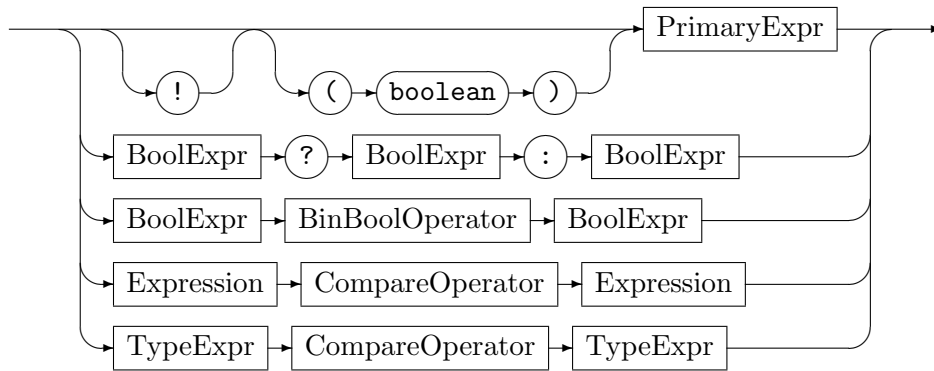 PrimaryExpr
! ( boolean )
BoolExpr ? BoolExpr : BoolExpr
BoolExpr BinBoolOperator BoolExpr
Expression CompareOperator Expression
TypeExpr CompareOperator TypeExpr